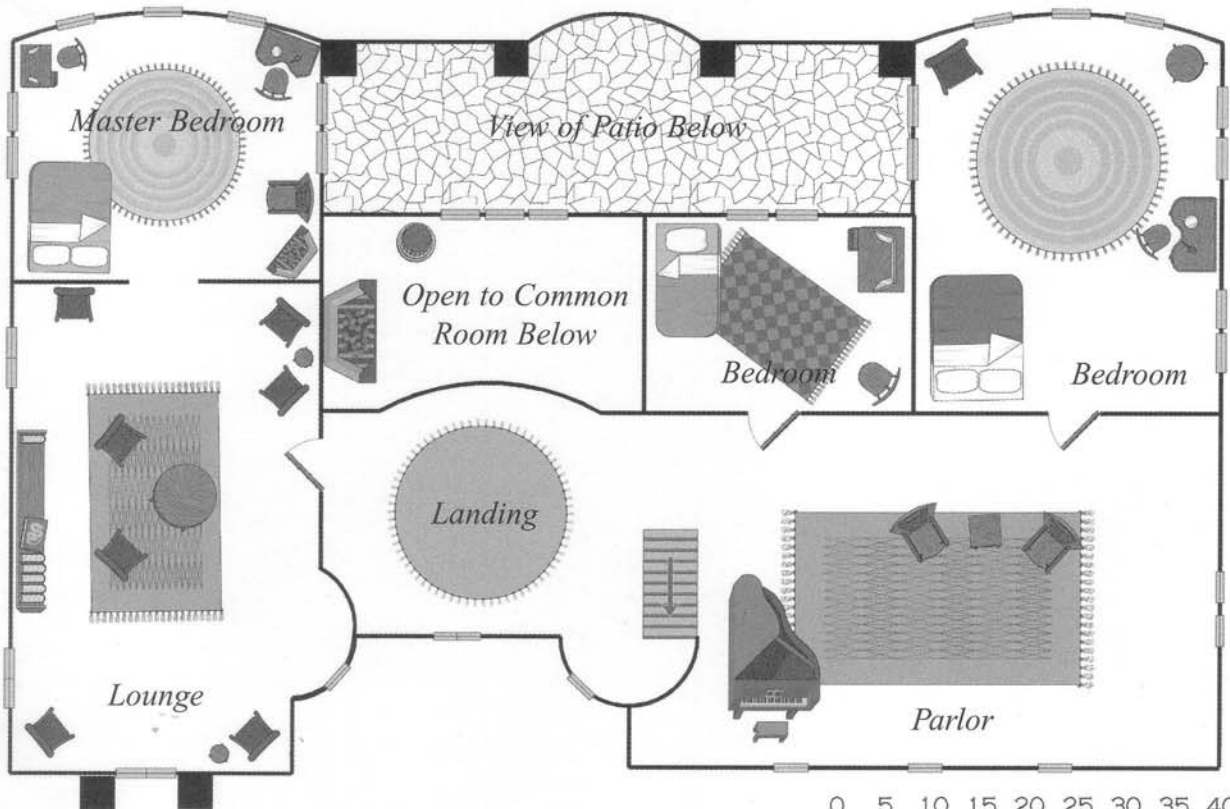 Master Bedroom
View of Patio Below
Open to Common
Room Below
Bedroom
Bedroom
Landing
Lounge
Parlor
0 5 10 15 20 25 30 35 40